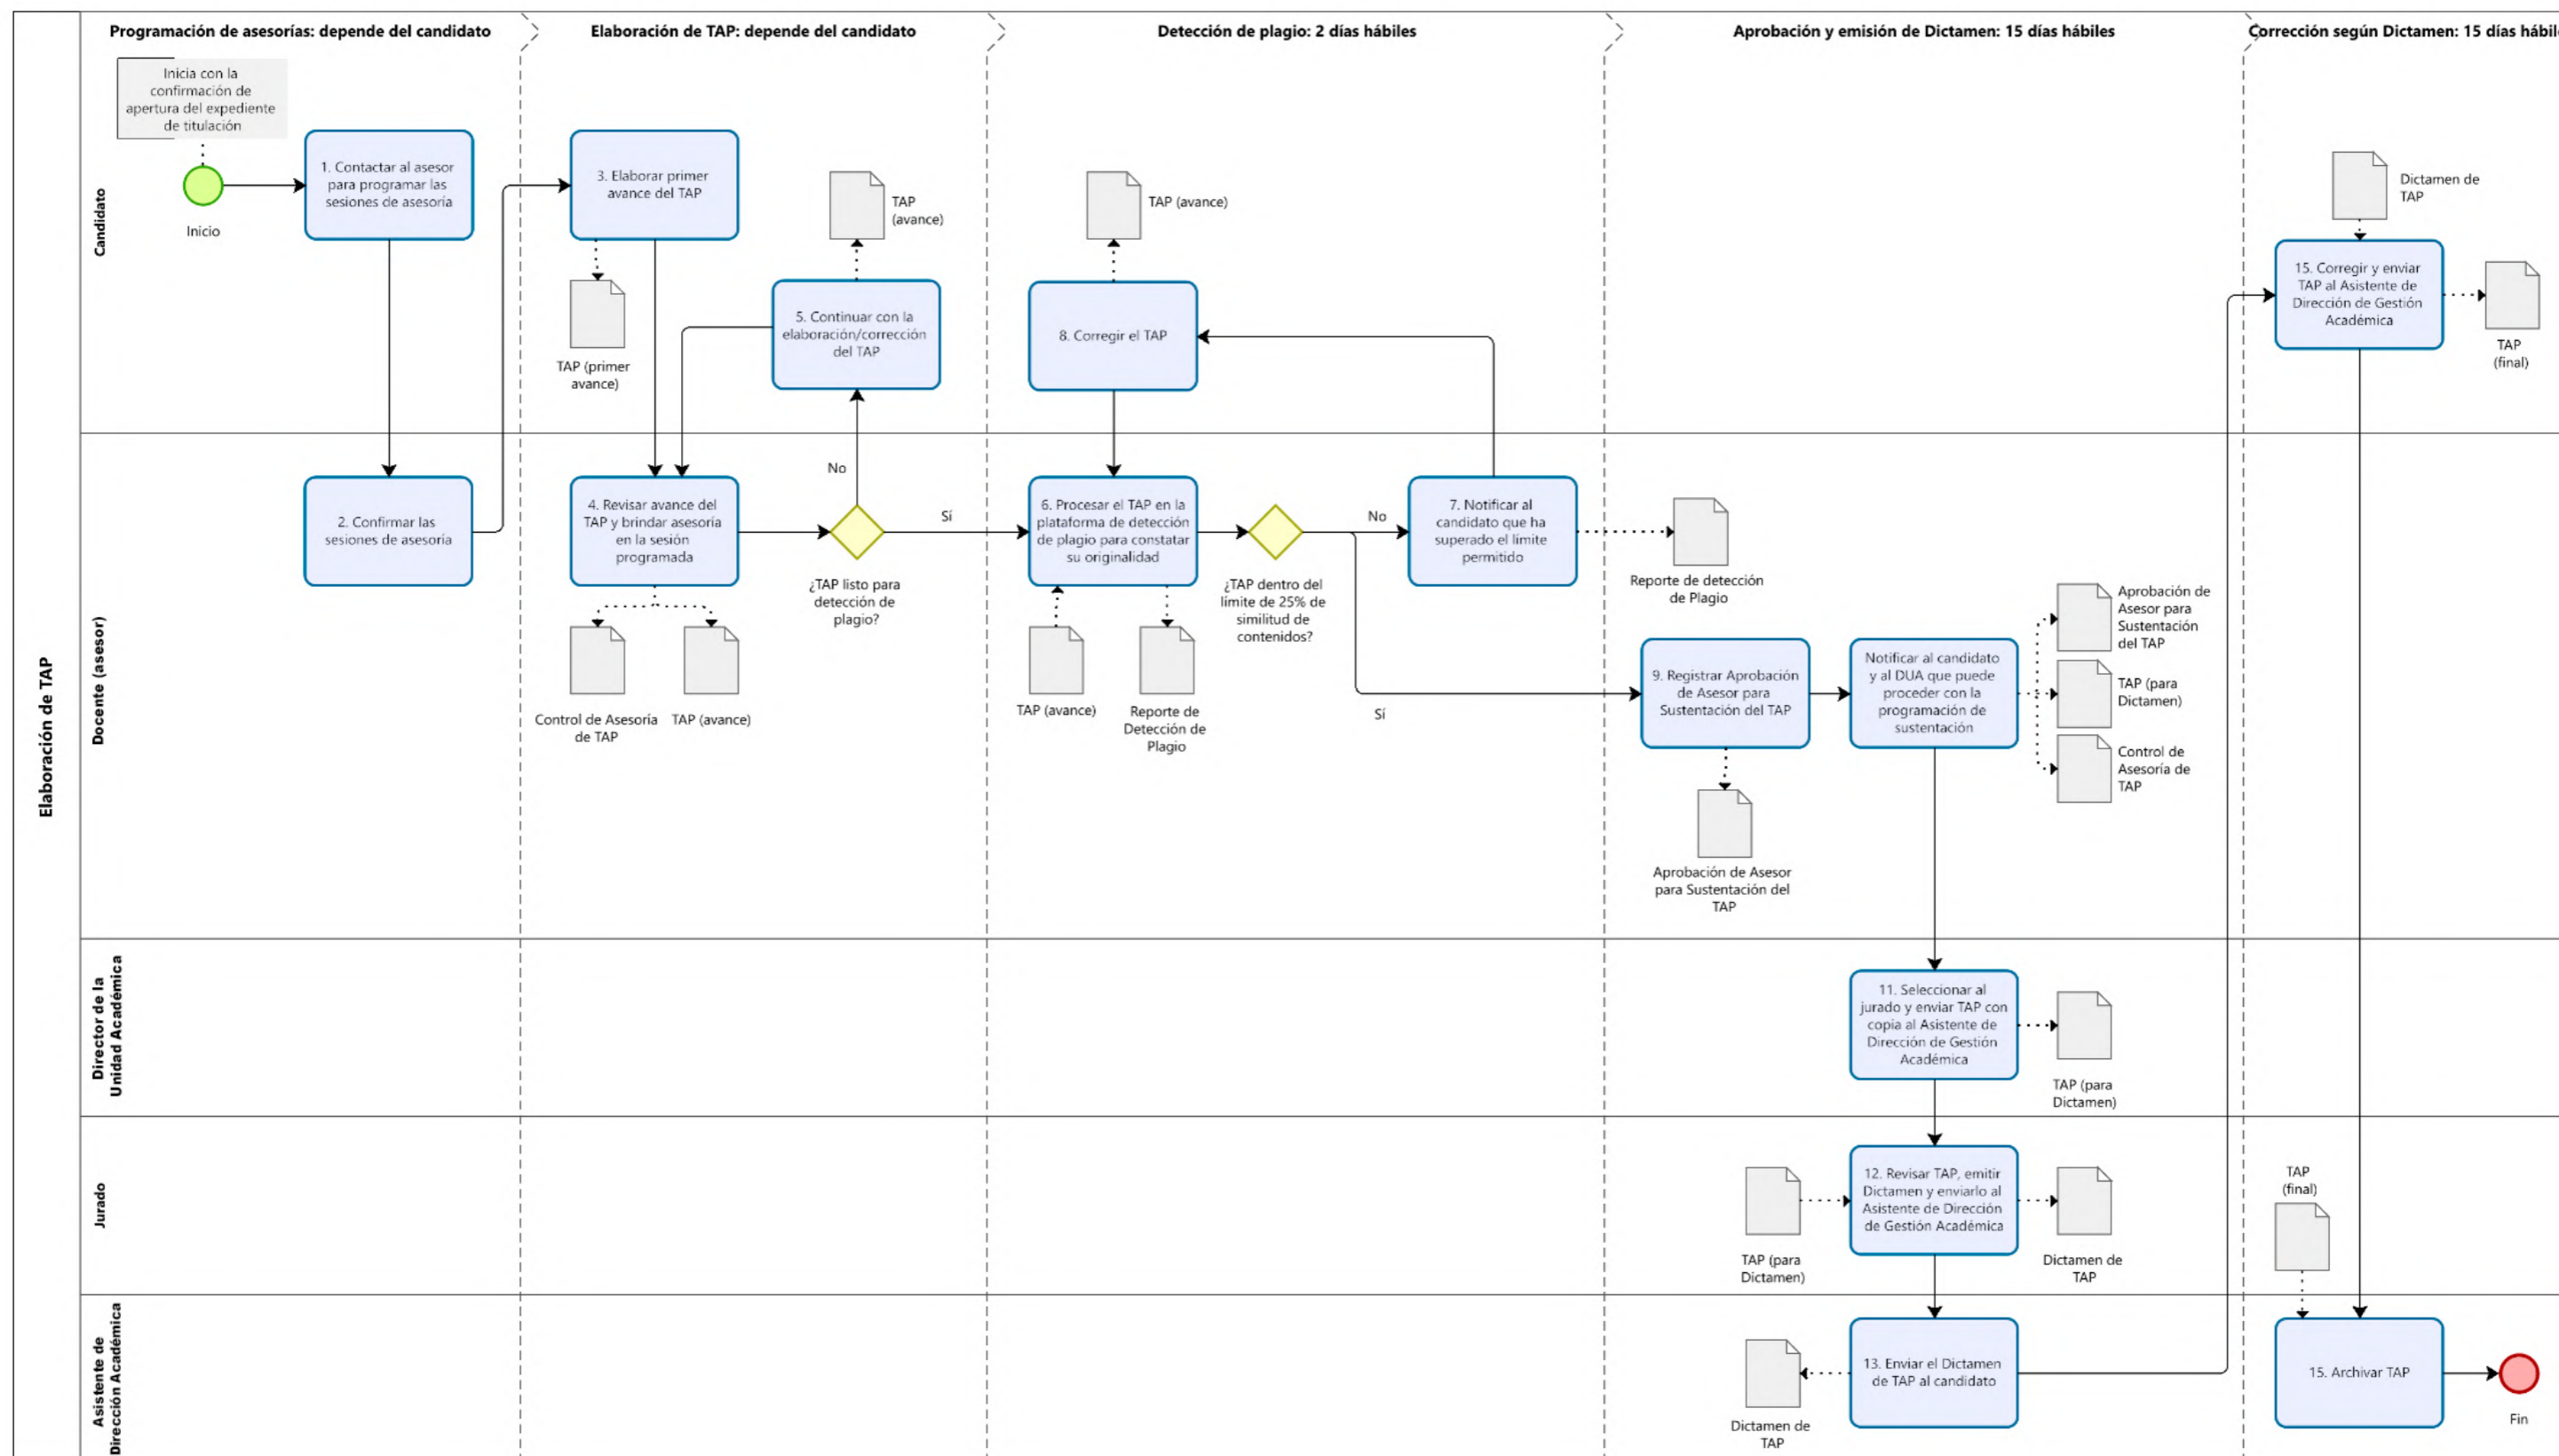 Programación de asesorías: depende del candidato
Elaboración de TAP: depende del candidato
Detección de plagio: 2 días hábiles
Aprobación y emisión de Dictamen: 15 días hábiles
Corrección según Dictamen: 15 días
Elaboración de TAP
Candidato
Inicia con la
confirmación de
apertura del expediente
de titulación
Inicio
1. Contactar al asesor
para programar las
sesiones de asesoría
3. Elaborar primer
avance del TAP
TAP (primer
avance)
TAP
(avance)
5. Continuar con la
elaboración/corrección
del TAP
TAP (avance)
8. Corregir el TAP
Dictamen de
TAP
15. Corregir y enviar
TAP al Asistente de
Dirección de Gestión
Académica
TAP
(final)
Docente (asesor)
2. Confirmar las
sesiones de asesoría
4. Revisar avance del
TAP y brindar asesoría
en la sesión
programada
No
Sí
¿TAP listo para
detección de
plagio?
Control de Asesoría
de TAP
TAP (avance)
6. Procesar el TAP en la
plataforma de detección
de plagio para constatar
su originalidad
TAP (avance)
Reporte de
Detección de
Plagio
¿TAP dentro del
límite de 25% de
similitud de
contenidos?
No
Sí
7. Notificar al
candidato que ha
superado el límite
permitido
Reporte de detección
de Plagio
9. Registrar Aprobación
de Asesor para
Sustentación del TAP
Aprobación de Asesor
para Sustentación del
TAP
Notificar al candidato
y al DUA que puede
proceder con la
programación de
sustentación
Aprobación de
Asesor para
Sustentación
del TAP
TAP (para
Dictamen)
Control de
Asesoría de
TAP
Director de la
Unidad Académica
11. Seleccionar al
jurado y enviar TAP con
copia al Asistente de
Dirección de Gestión
Académica
TAP (para
Dictamen)
Jurado
TAP (para
Dictamen)
12. Revisar TAP, emitir
Dictamen y enviarlo al
Asistente de Dirección
de Gestión Académica
Dictamen de
TAP
TAP
(final)
Asistente de
Dirección Académica
Dictamen de
TAP
13. Enviar el Dictamen
de TAP al candidato
15. Archivar TAP
Fin